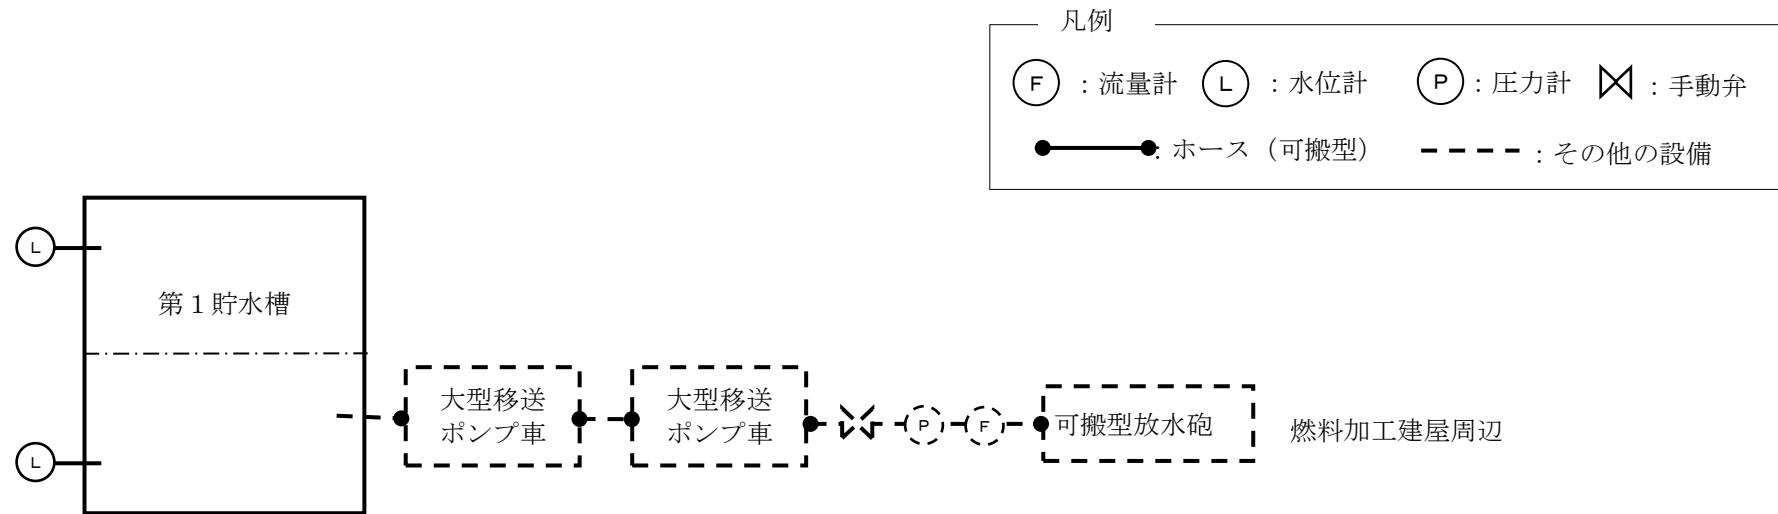 凡例
F : 流量計 L : 水位計 P : 圧力計 : 手動弁
: ホース（可搬型） : その他の設備
L
第１貯水槽
大型移送
ポンプ車
大型移送
ポンプ車
P
F
可搬型放水砲
燃料加工建屋周辺
L